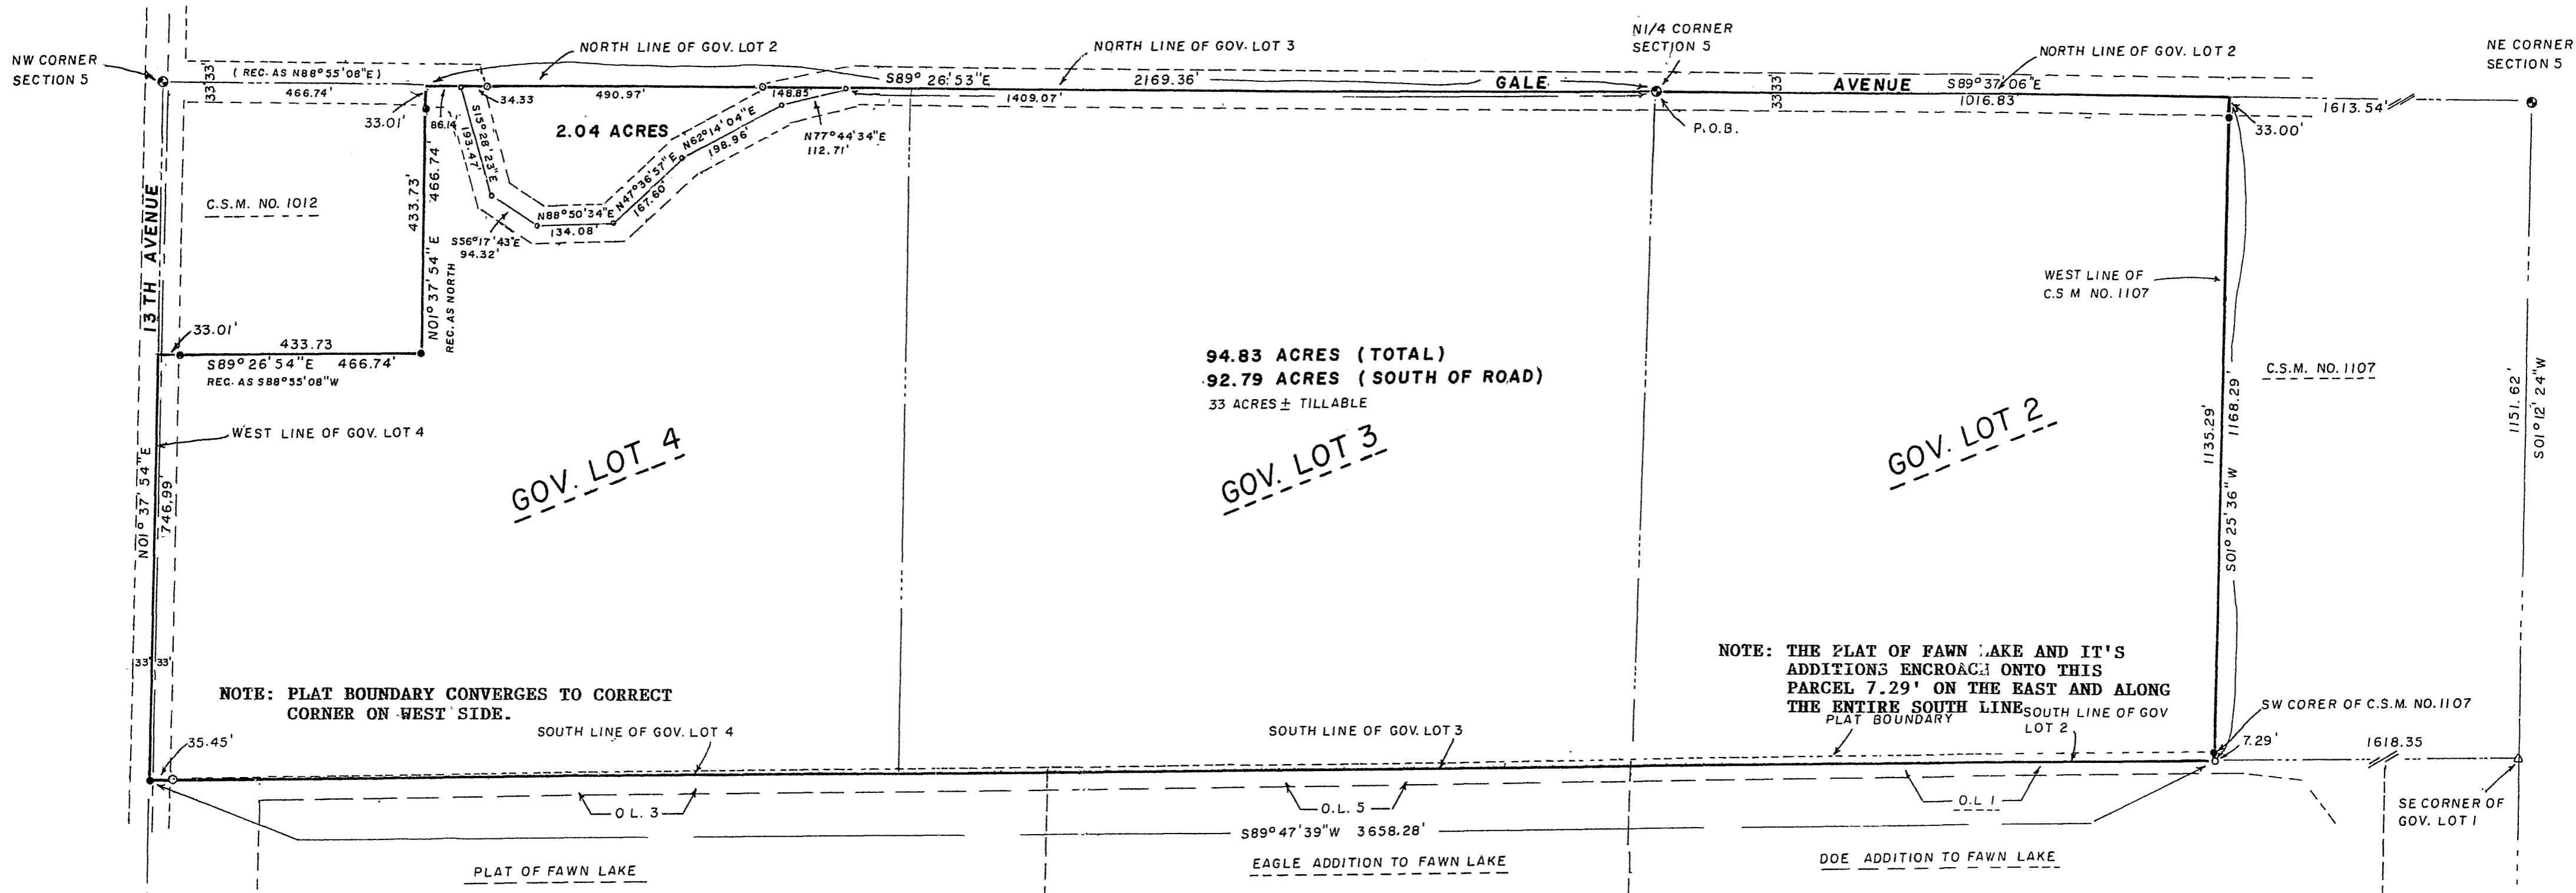 NW CORNER
SECTION 5
33' 33'
( REC. AS N88°55'08"E)
466.74'
NORTH LINE OF GOV. LOT 2
NORTH LINE OF GOV. LOT 3
N1/4 CORNER
SECTION 5
NORTH LINE OF GOV. LOT 2
NE CORNER
SECTION 5
S89° 26'53"E
2169.36'
GALE
AVENUE
S89°37'06"E
1016.83
1613.54'
33' 33'
33.01'
86.14'
34.33
490.97'
148.85'
1409.07'
P.O.B.
33.00'
2.04 ACRES
S15°28'23"E
193.47'
S56°17'43"E
94.32'
N88°50'34"E
134.08'
N47°36'57"E
167.60'
N62°14'04"E
198.96'
N77°44'34"E
112.71'
C.S.M. NO. 1012
13TH AVENUE
433.73'
466.74'
N01°37'54"E
REC. AS NORTH
33.01'
433.73
S89°26'54"E 466.74'
REC. AS S88°55'08"W
WEST LINE OF GOV. LOT 4
N01°37'54"E
746.99'
94.83 ACRES (TOTAL)
92.79 ACRES (SOUTH OF ROAD)
33 ACRES ± TILLABLE
GOV. LOT 4
GOV. LOT 3
GOV. LOT 2
WEST LINE OF
C.S M NO. 1107
C.S.M. NO. 1107
1135.29'
1168.29'
S01°25'36"W
1151.62'
S01°12'24"W
33' 33'
NOTE: PLAT BOUNDARY CONVERGES TO CORRECT
CORNER ON WEST SIDE.
NOTE: THE PLAT OF FAWN LAKE AND IT'S
ADDITIONS ENCROACH ONTO THIS
PARCEL 7.29' ON THE EAST AND ALONG
THE ENTIRE SOUTH LINE
PLAT BOUNDARY
SOUTH LINE OF GOV
LOT 2
SW CORER OF C.S.M. NO. 1107
7.29'
1618.35
35.45'
SOUTH LINE OF GOV. LOT 4
SOUTH LINE OF GOV. LOT 3
O L. 3
O.L. 5
O.L 1
SE CORNER OF
GOV. LOT 1
S89°47'39"W 3658.28'
PLAT OF FAWN LAKE
EAGLE ADDITION TO FAWN LAKE
DOE ADDITION TO FAWN LAKE